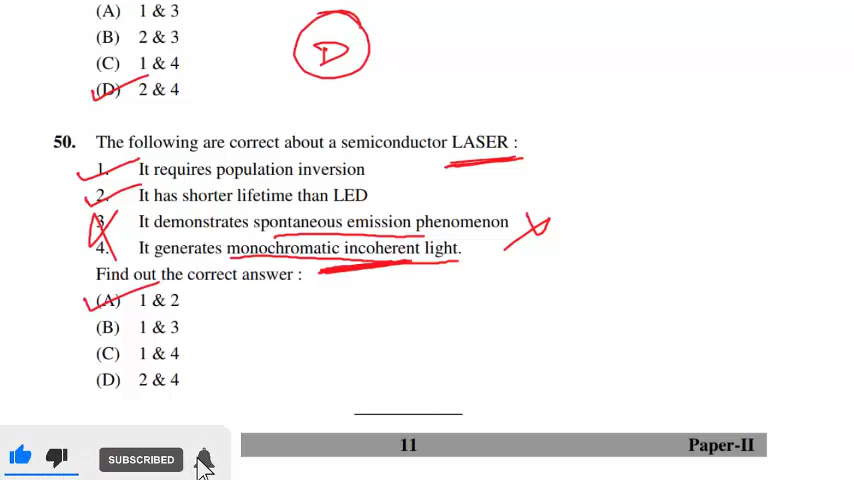 (A) 1 & 3
(B) 2 & 3
(C) 1 & 4
(D) 2 & 4
D
50. The following are correct about a semiconductor LASER :
1. It requires population inversion
2. It has shorter lifetime than LED
3. It demonstrates spontaneous emission phenomenon
4. It generates monochromatic incoherent light.
Find out the correct answer :
(A) 1 & 2
(B) 1 & 3
(C) 1 & 4
(D) 2 & 4
11 Paper-II
SUBSCRIBED